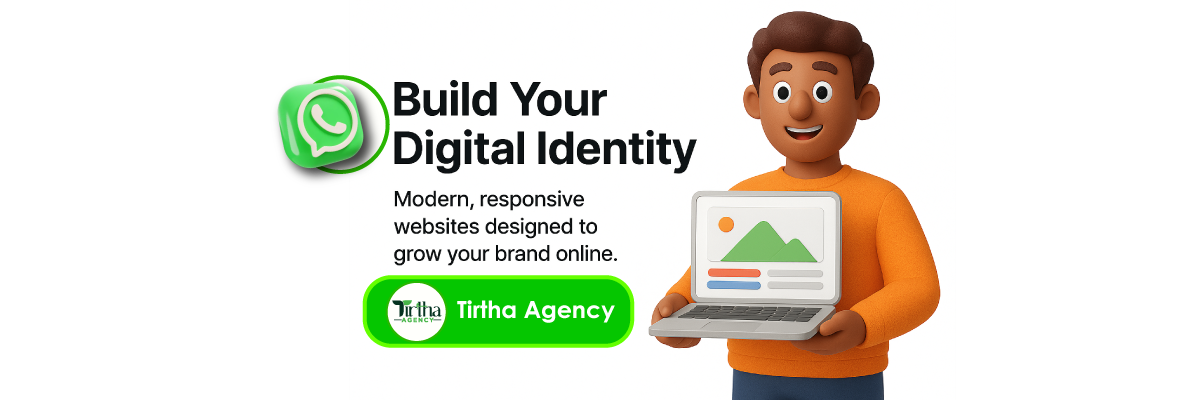 Build Your
Digital Identity
Modern, responsive
websites designed to
grow your brand online.
Tirtha
AGENCY
Tirtha Agency